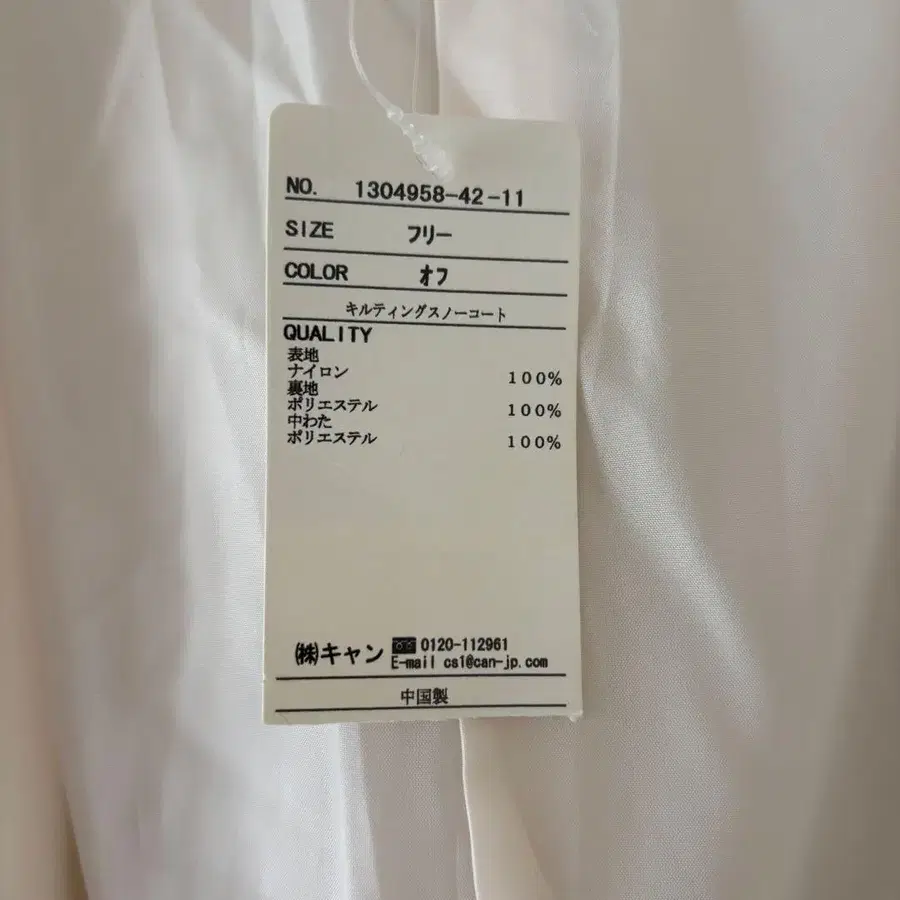 NO. 1304958-42-11
SIZE フリー
COLOR オフ
キルティングスノーコート
QUALITY
表地
ナイロン 100%
裏地
ポリエステル 100%
中わた
ポリエステル 100%
㈱キャン 0120-112961
E-mail cs1@can-jp.com
中国製